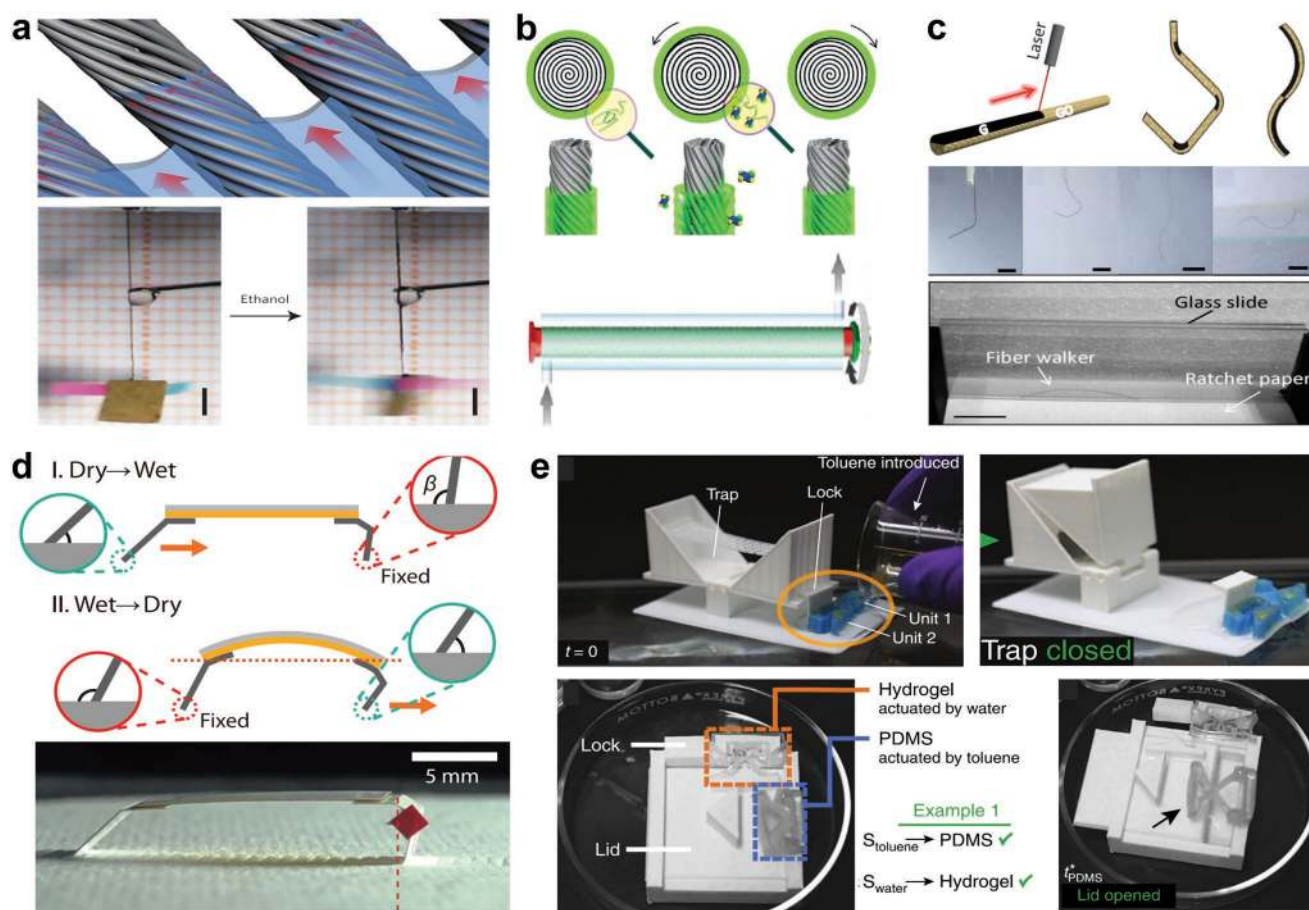 a
Ethanol
b
c
Laser
G
GO
Glass slide
Fiber walker
Ratchet paper
d
I. Dry→Wet
β
Fixed
II. Wet→Dry
Fixed
5 mm
e
Toluene introduced
Trap
Lock
Unit 1
Unit 2
t = 0
Trap closed
Hydrogel
actuated by water
Lock
PDMS
actuated by toluene
Example 1
Lid
S_toluene → PDMS ✓
S_water → Hydrogel ✓
PYREX
BOTTOM
t*_PDMS
Lid opened